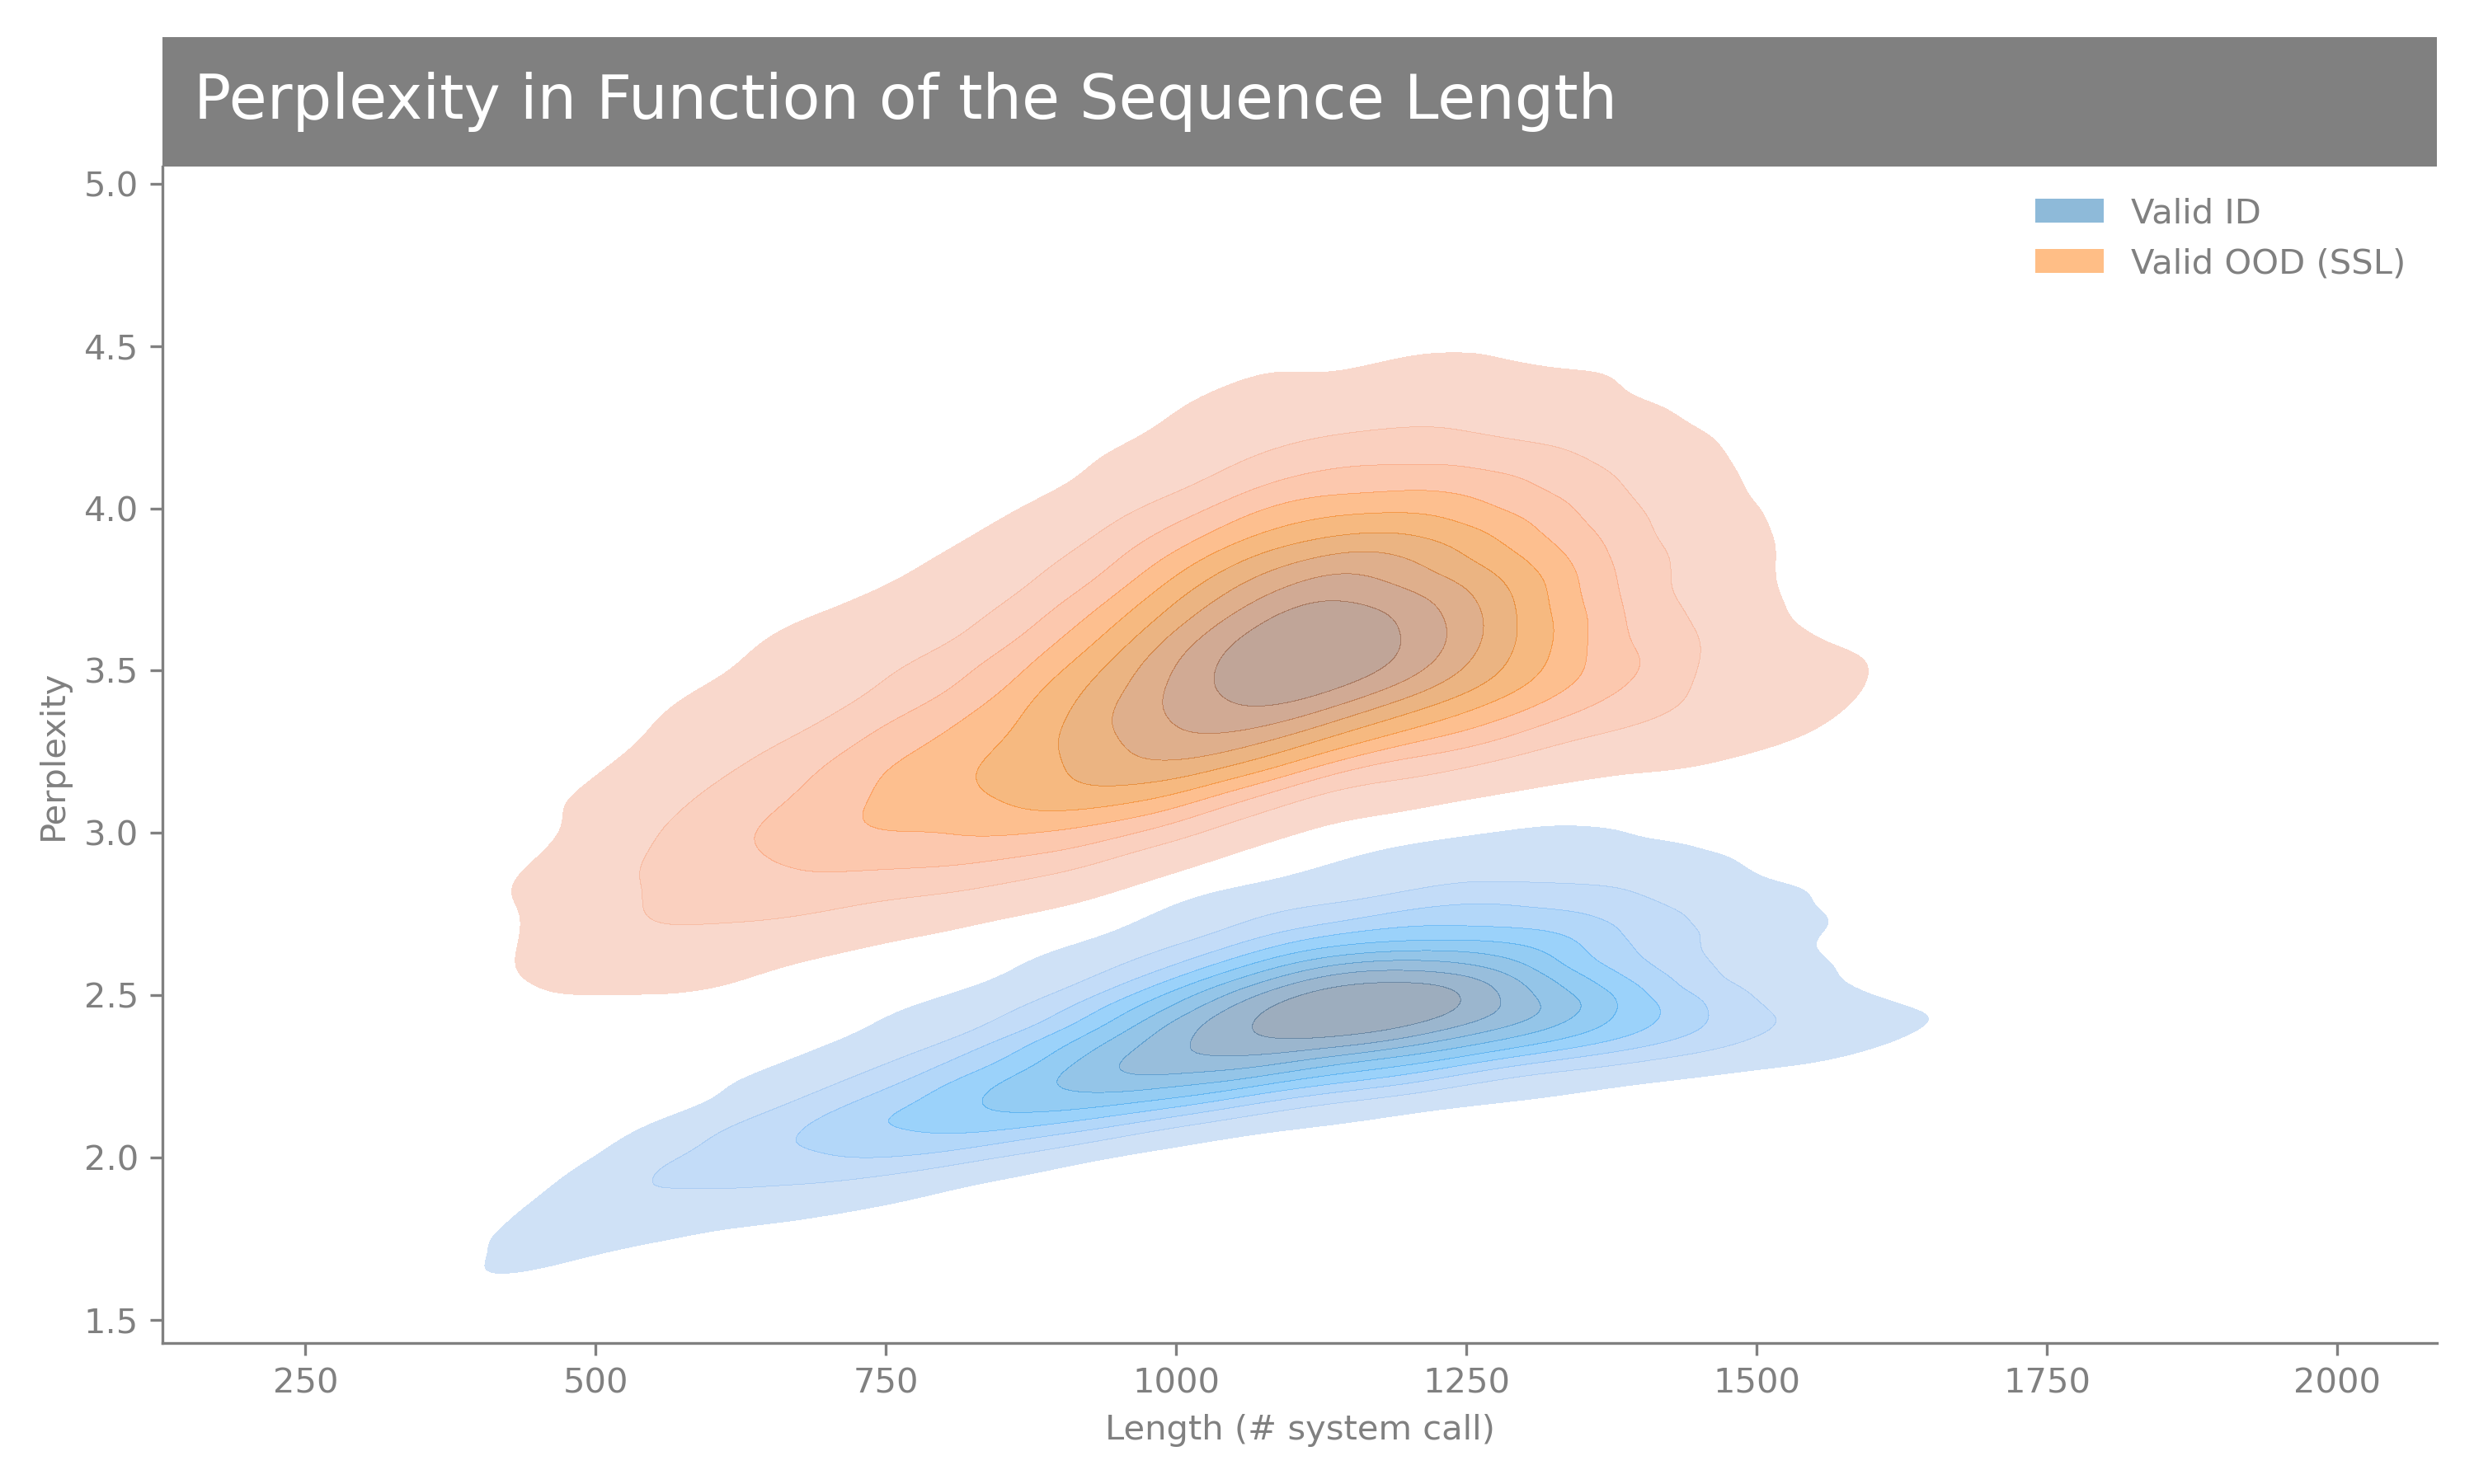 Perplexity in Function of the Sequence Length
Valid ID
Valid OOD (SSL)
Perplexity
5.0
4.5
4.0
3.5
3.0
2.5
2.0
1.5
250 500 750 1000 1250 1500 1750 2000
Length (# system call)